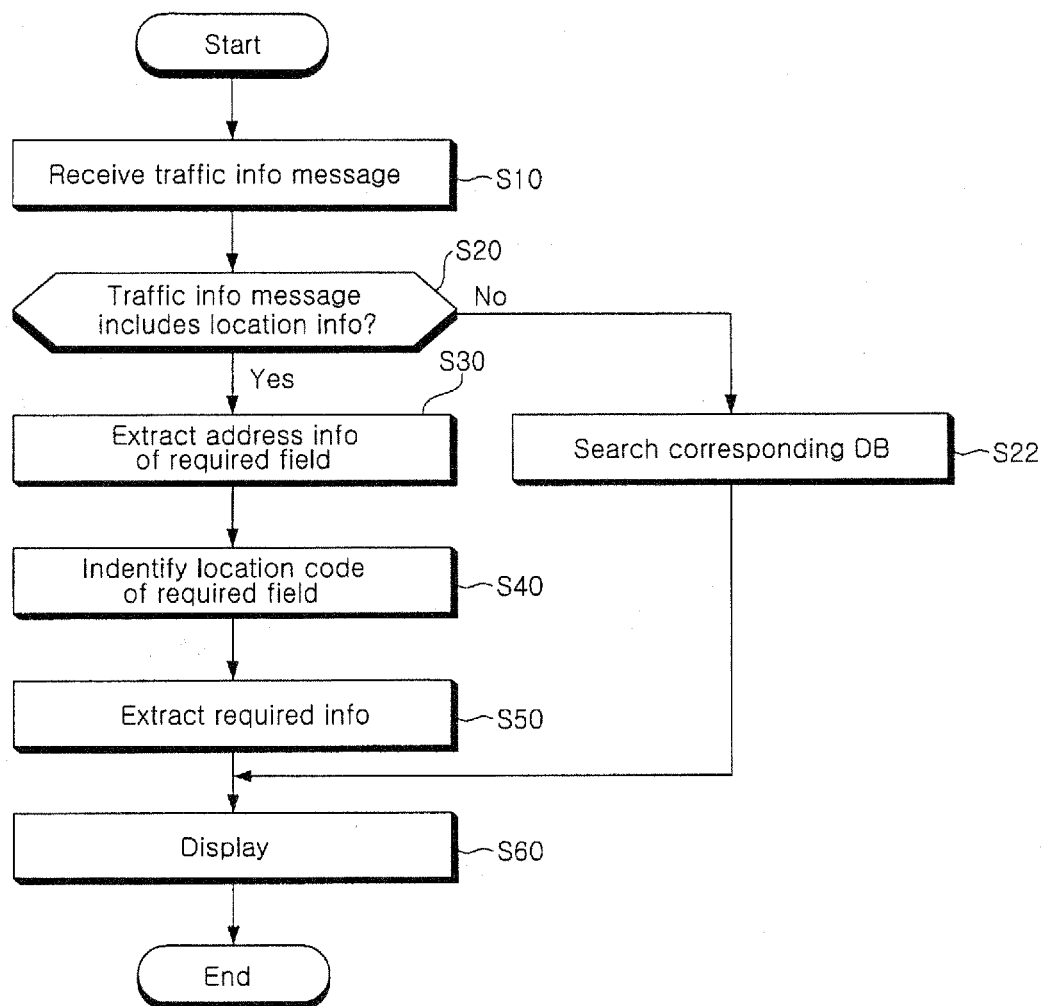 Start
Receive traffic info message
S10
S20
Traffic info message
includes location info?
No
Yes
S30
Extract address info
of required field
Search corresponding DB
S22
Indentify location code
of required field
S40
Extract required info
S50
Display
S60
End